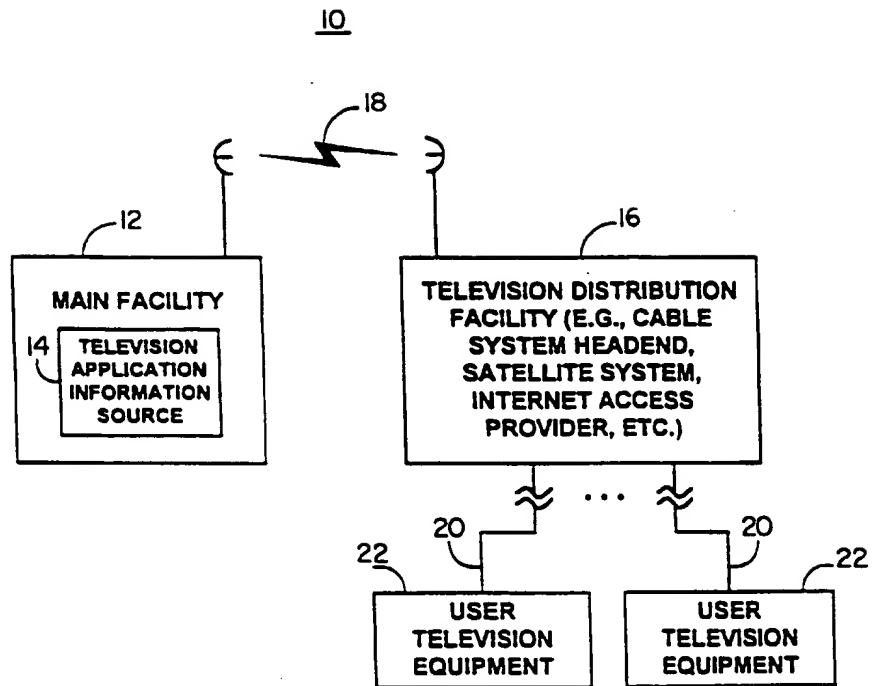 10
18
12
16
MAIN FACILITY
14
TELEVISION
APPLICATION
INFORMATION
SOURCE
TELEVISION DISTRIBUTION
FACILITY (E.G., CABLE
SYSTEM HEADEND,
SATELLITE SYSTEM,
INTERNET ACCESS
PROVIDER, ETC.)
20
20
22
22
USER
TELEVISION
EQUIPMENT
USER
TELEVISION
EQUIPMENT